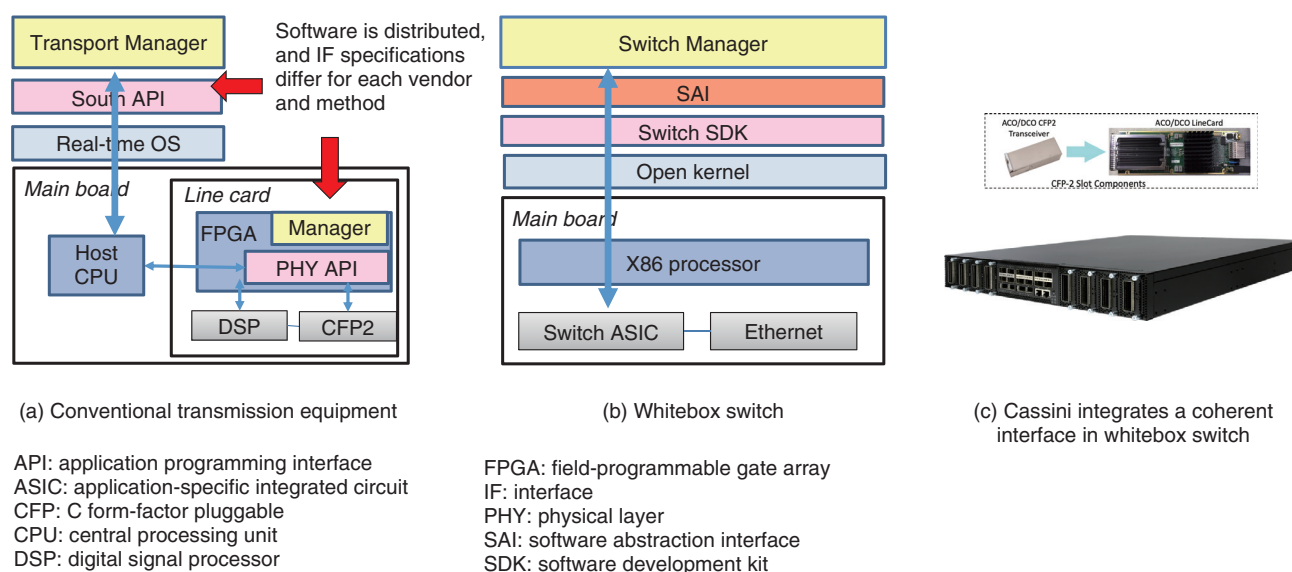 Transport Manager
South API
Real-time OS
Main board
Line card
FPGA
Manager
PHY API
Host
CPU
DSP
CFP2
Software is distributed,
and IF specifications
differ for each vendor
and method
Switch Manager
SAI
Switch SDK
Open kernel
Main board
X86 processor
Switch ASIC
Ethernet
ACO/DCO CFP2
Transceiver
ACO/DCO LineCard
CFP-2 Slot Components
(a) Conventional transmission equipment
(b) Whitebox switch
(c) Cassini integrates a coherent
interface in whitebox switch
API: application programming interface
ASIC: application-specific integrated circuit
CFP: C form-factor pluggable
CPU: central processing unit
DSP: digital signal processor
FPGA: field-programmable gate array
IF: interface
PHY: physical layer
SAI: software abstraction interface
SDK: software development kit